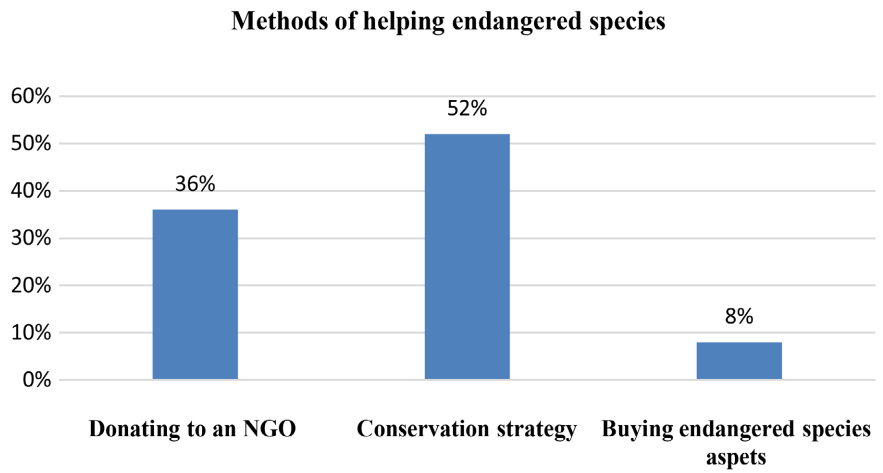 Methods of helping endangered species
60%
50%
40%
30%
20%
10%
0%
36%
52%
8%
Donating to an NGO
Conservation strategy
Buying endangered species
aspets